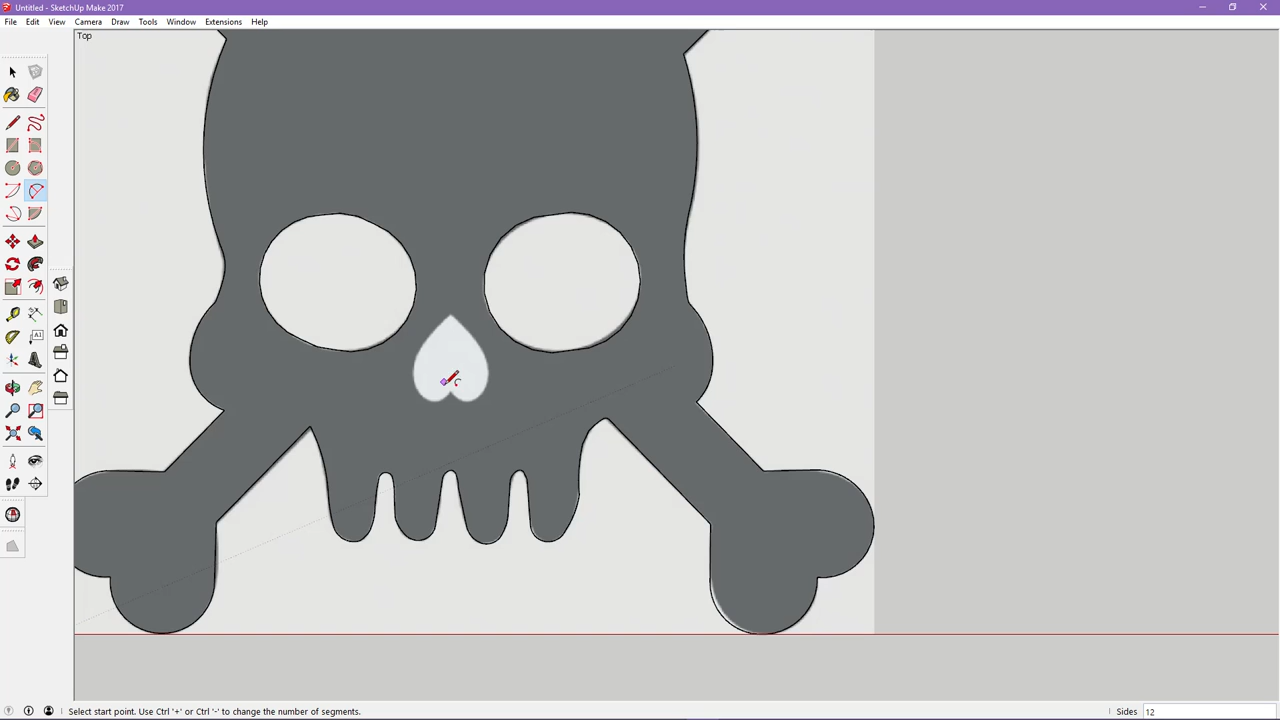 Untitled - SketchUp Make 2017
File Edit View Camera Draw Tools Window Extensions Help
Top
Select start point. Use Ctrl '+' or Ctrl '-' to change the number of segments.
Sides 12